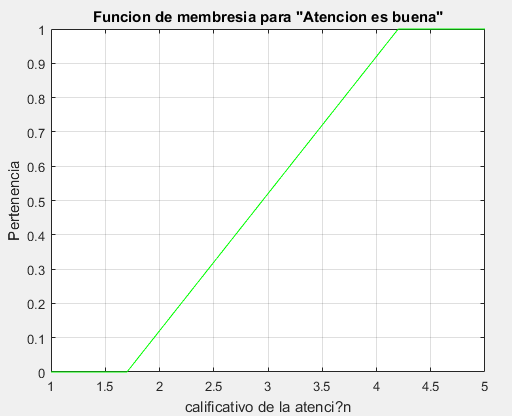 Funcion de membresia para "Atencion es buena"
1
0.9
0.8
0.7
0.6
0.5
0.4
0.3
0.2
0.1
0
Pertenencia
1 1.5 2 2.5 3 3.5 4 4.5 5
calificativo de la atenci?n